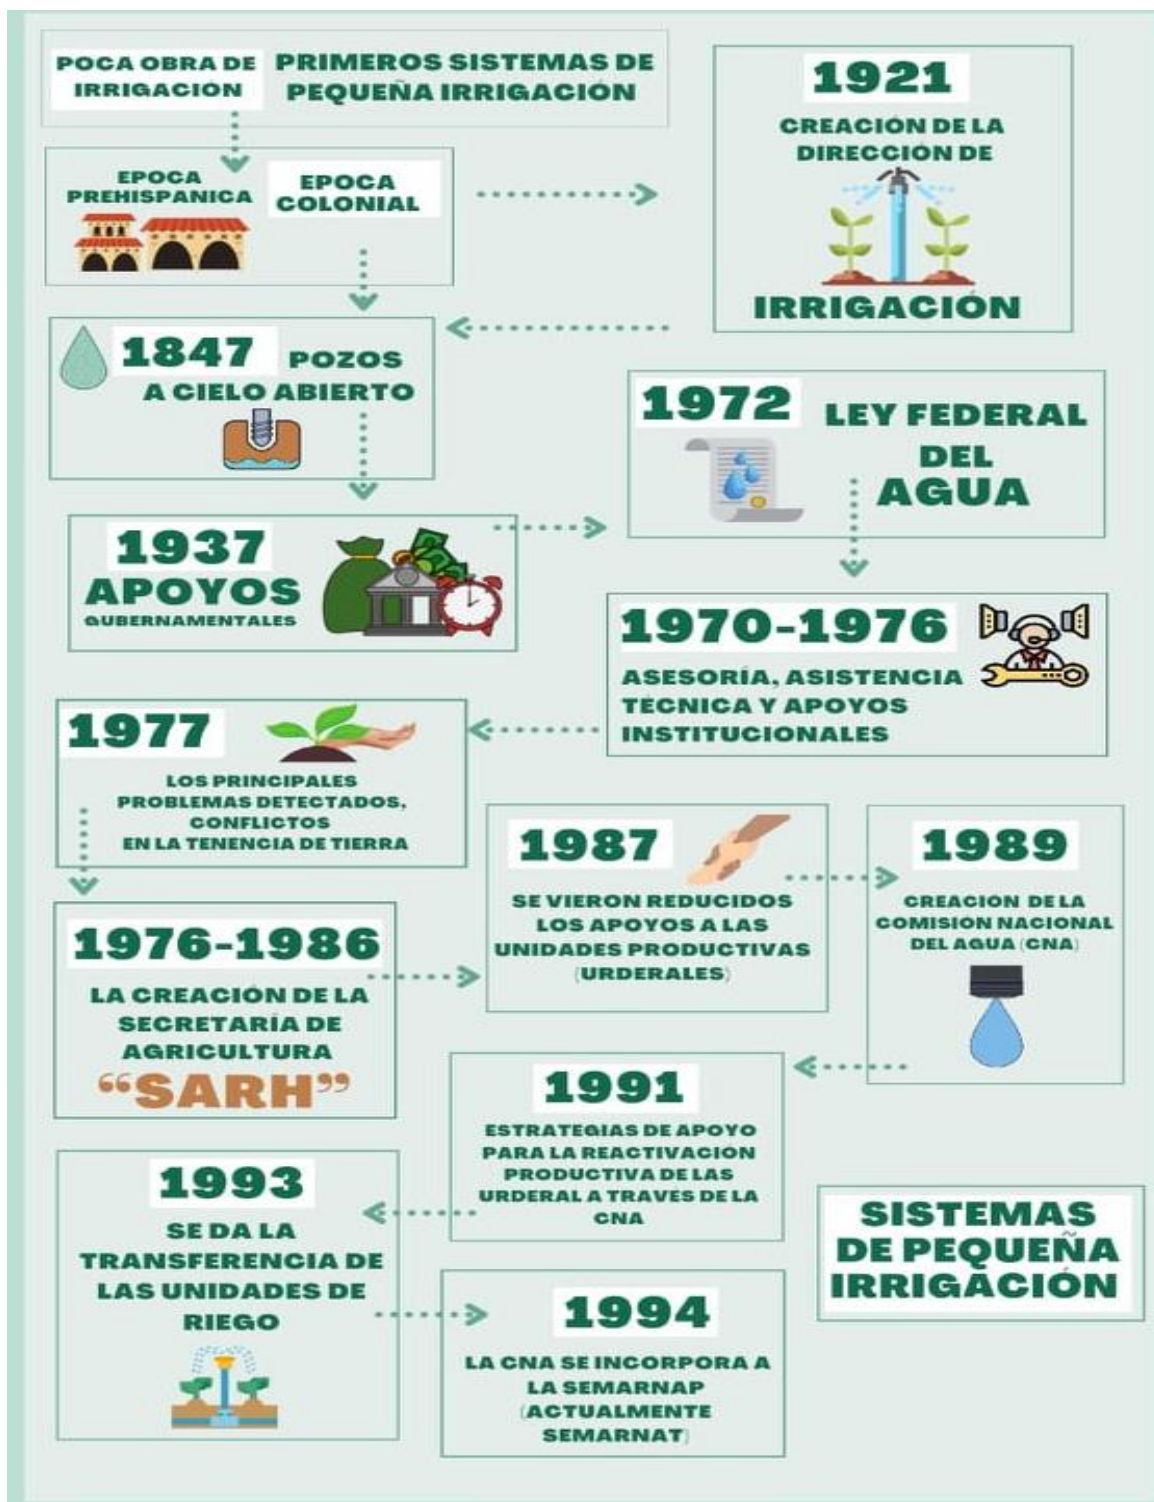 POCA OBRA DE
IRRIGACIÓN
PRIMEROS SISTEMAS DE
PEQUEÑA IRRIGACIÓN
EPOCA
PREHISPANICA
EPOCA
COLONIAL
1921
CREACIÓN DE LA
DIRECCIÓN DE
IRRIGACIÓN
1847 POZOS
A CIELO ABIERTO
1972 LEY FEDERAL
DEL
AGUA
1937
APOYOS
GUBERNAMENTALES
1970-1976
ASESORÍA, ASISTENCIA
TÉCNICA Y APOYOS
INSTITUCIONALES
1977
LOS PRINCIPALES
PROBLEMAS DETECTADOS,
CONFLICTOS
EN LA TENENCIA DE TIERRA
1976-1986
LA CREACIÓN DE LA
SECRETARÍA DE
AGRICULTURA
“SARH”
1987
SE VIERON REDUCIDOS
LOS APOYOS A LAS
UNIDADES PRODUCTIVAS
(URDERALES)
1989
CREACIÓN DE LA
COMISIÓN NACIONAL
DEL AGUA (CNA)
1991
ESTRATEGIAS DE APOYO
PARA LA REACTIVACIÓN
PRODUCTIVA DE LAS
URDERAL A TRAVES DE LA
CNA
1993
SE DA LA
TRANSFERENCIA DE
LAS UNIDADES DE
RIEGO
1994
LA CNA SE INCORPORA A
LA SEMARNAP
(ACTUALMENTE
SEMARNAT)
SISTEMAS
DE PEQUEÑA
IRRIGACIÓN